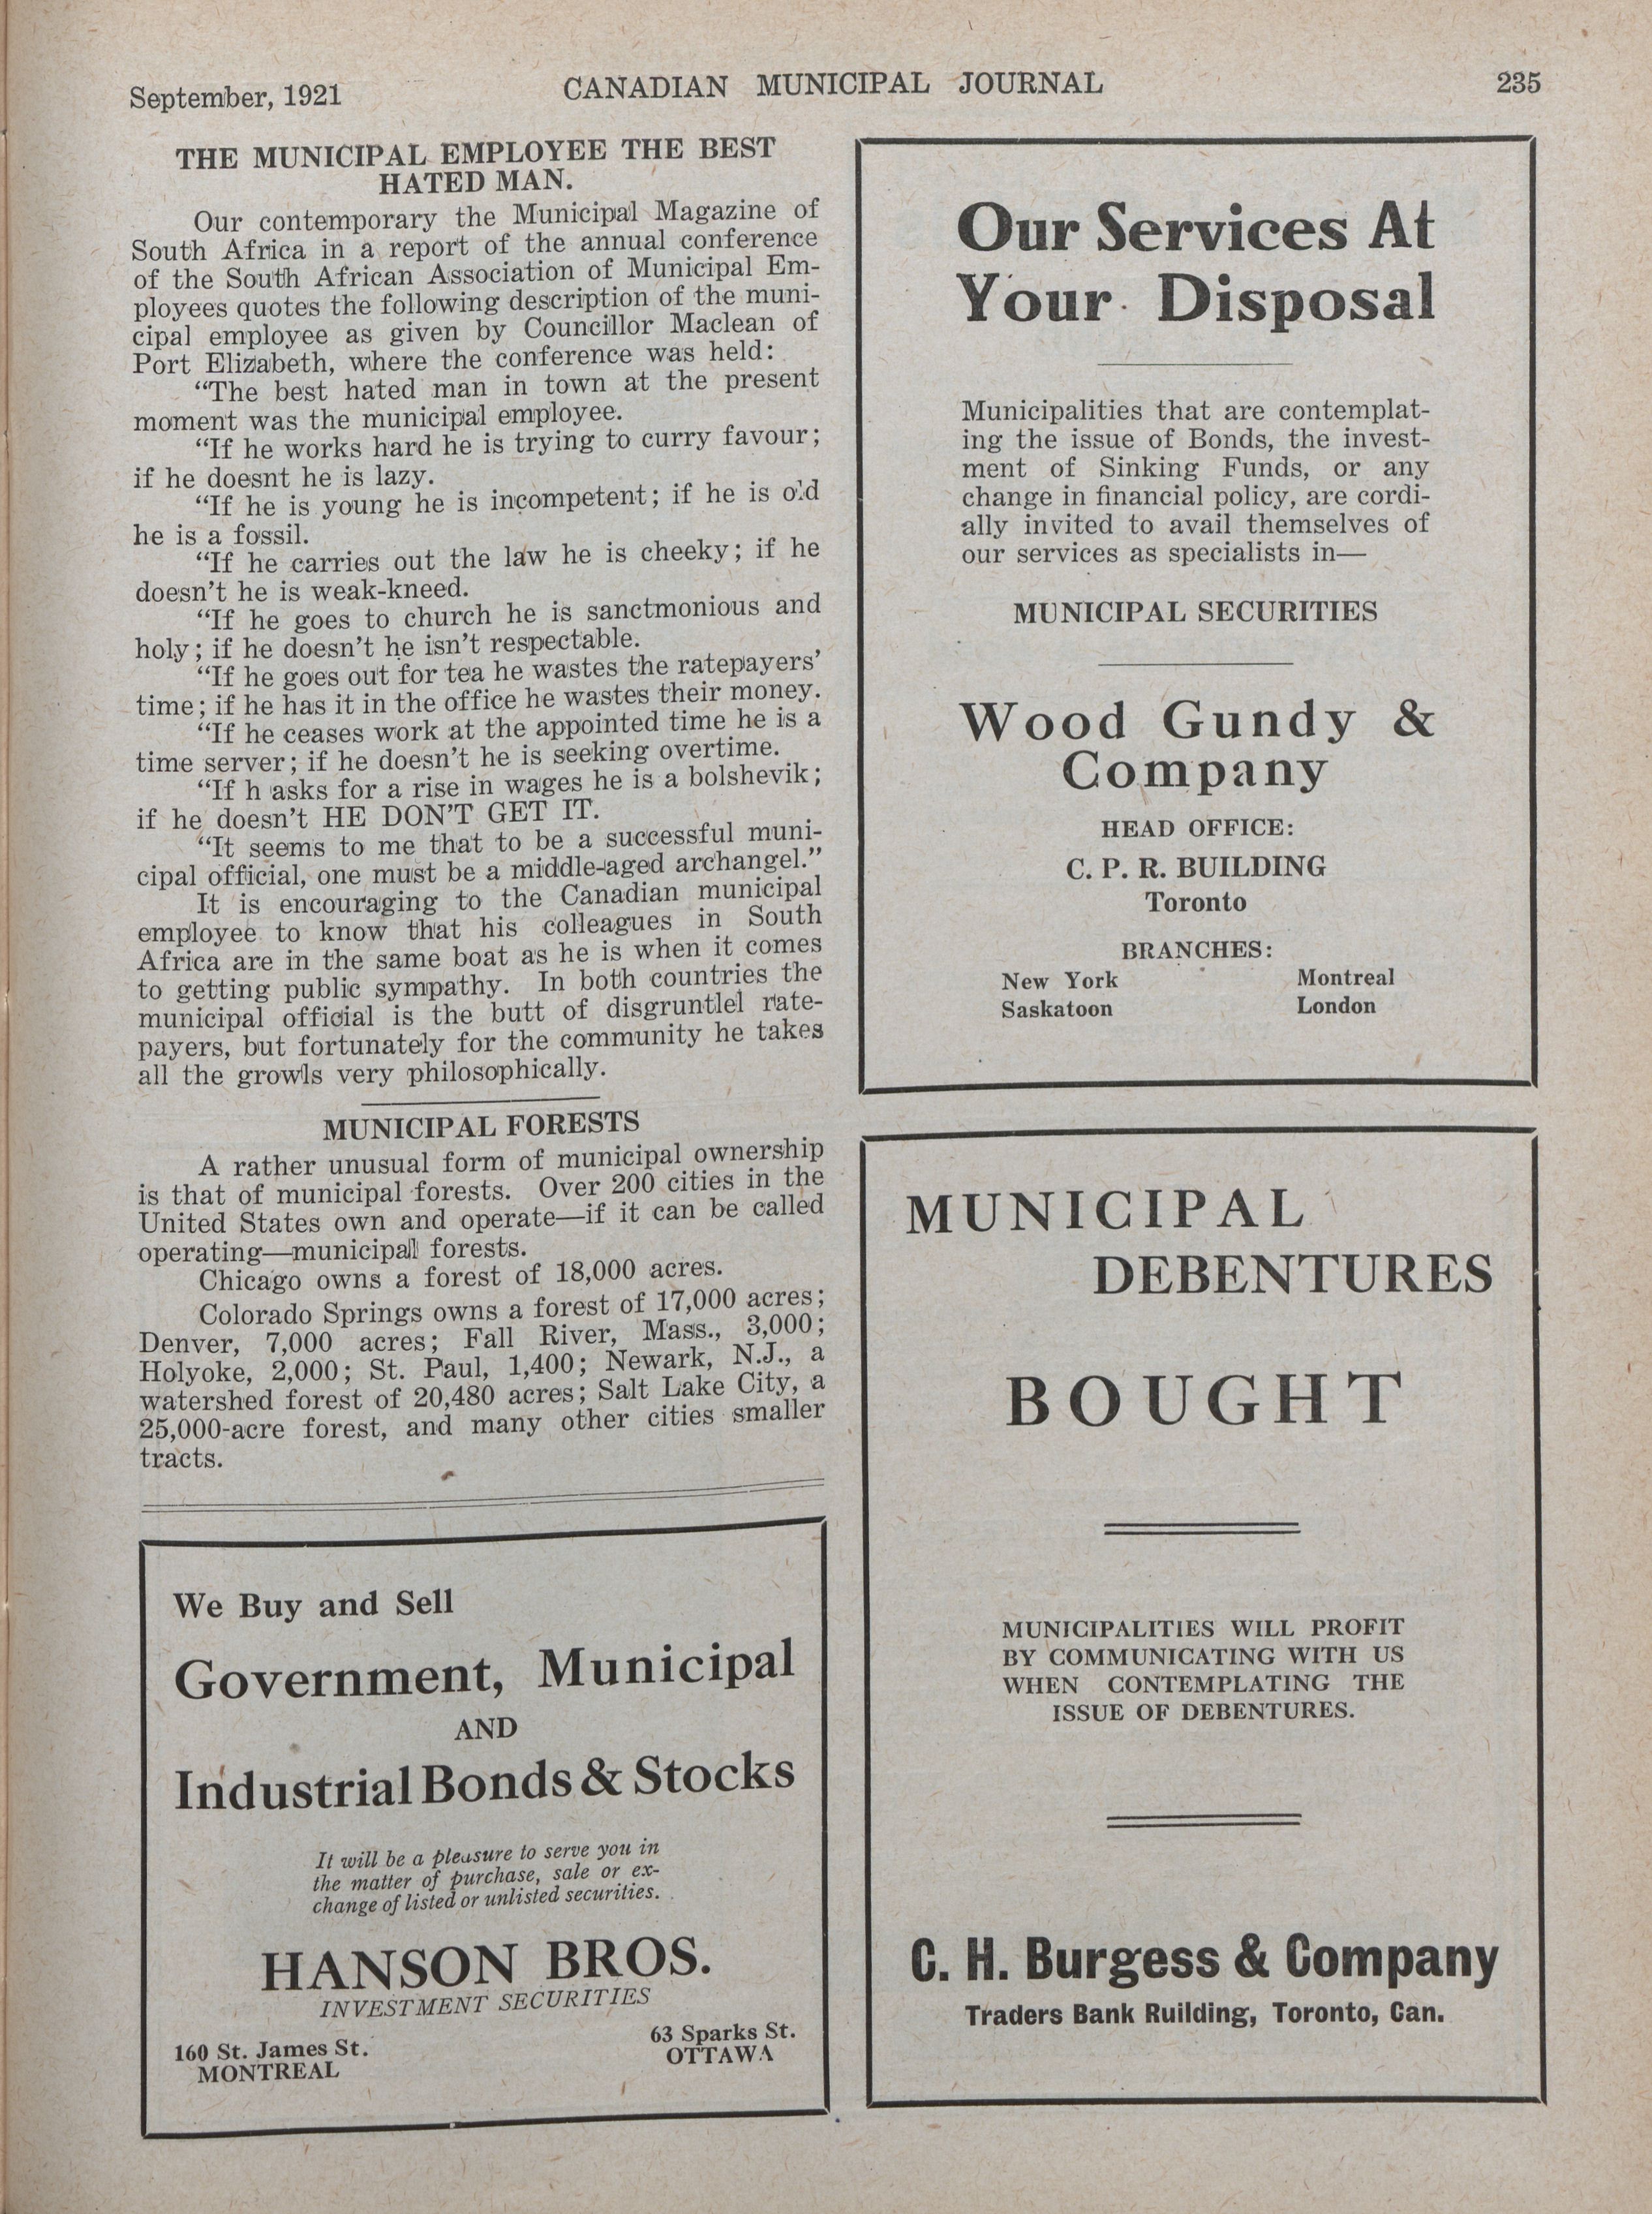 September, 1921
CANADIAN MUNICIPAL JOURNAL
235
THE MUNICIPAL EMPLOYEE THE BEST
HATED MAN.
Our contemporary the Municipal Magazine of
South Africa in a report of the annual conference
of the South African Association of Municipal Em-
ployees quotes the following description of the muni-
cipal employee as given by Councillor Maclean of
Port Elizabeth, where the conference was held:
"The best hated man in town at the present
moment was the municipal employee.
"If he works hard he is trying to curry favour;
if he doesnt he is lazy.
"If he is young he is incompetent; if he is old
he is a fossil.
"If he carries out the law he is cheeky; if he
doesn't he is weak-kneed.
"If he goes to church he is sanctmonious and
holy; if he doesn't he isn't respectable.
"If he goes out for tea he wastes the ratepayers'
time; if he has it in the office he wastes their money.
"If he ceases work at the appointed time he is a
time server; if he doesn't he is seeking overtime.
"If h asks for a rise in wages he is a bolshevik;
if he doesn't HE DON'T GET IT.
"It seems to me that to be a successful muni-
cipal official, one must be a middle-aged archangel."
It is encouraging to the Canadian municipal
employee to know that his colleagues in South
Africa are in the same boat as he is when it comes
to getting public sympathy. In both countries the
municipal official is the butt of disgruntlel rate-
payers, but fortunately for the community he takes
all the growls very philosophically.
MUNICIPAL FORESTS
A rather unusual form of municipal ownership
is that of municipal forests. Over 200 cities in the
United States own and operate—if it can be called
operating—municipal forests.
Chicago owns a forest of 18,000 acres.
Colorado Springs owns a forest of 17,000 acres;
Denver, 7,000 acres; Fall River, Mass., 3,000;
Holyoke, 2,000; St. Paul, 1,400; Newark, N.J., a
watershed forest of 20,480 acres; Salt Lake City, a
25,000-acre forest, and many other cities smaller
tracts.
We Buy and Sell
Government, Municipal
AND
Industrial Bonds & Stocks
It will be a pleasure to serve you in
the matter of purchase, sale or ex-
change of listed or unlisted securities.
HANSON BROS.
INVESTMENT SECURITIES
160 St. James St.
MONTREAL
63 Sparks St.
OTTAWA
Our Services At
Your Disposal
Municipalities that are contemplat-
ing the issue of Bonds, the invest-
ment of Sinking Funds, or any
change in financial policy, are cordi-
ally invited to avail themselves of
our services as specialists in—
MUNICIPAL SECURITIES
Wood Gundy &
Company
HEAD OFFICE:
C. P. R. BUILDING
Toronto
BRANCHES:
New York Montreal
Saskatoon London
MUNICIPAL
DEBENTURES
BOUGHT
MUNICIPALITIES WILL PROFIT
BY COMMUNICATING WITH US
WHEN CONTEMPLATING THE
ISSUE OF DEBENTURES.
C. H. Burgess & Company
Traders Bank Ruilding, Toronto, Can.